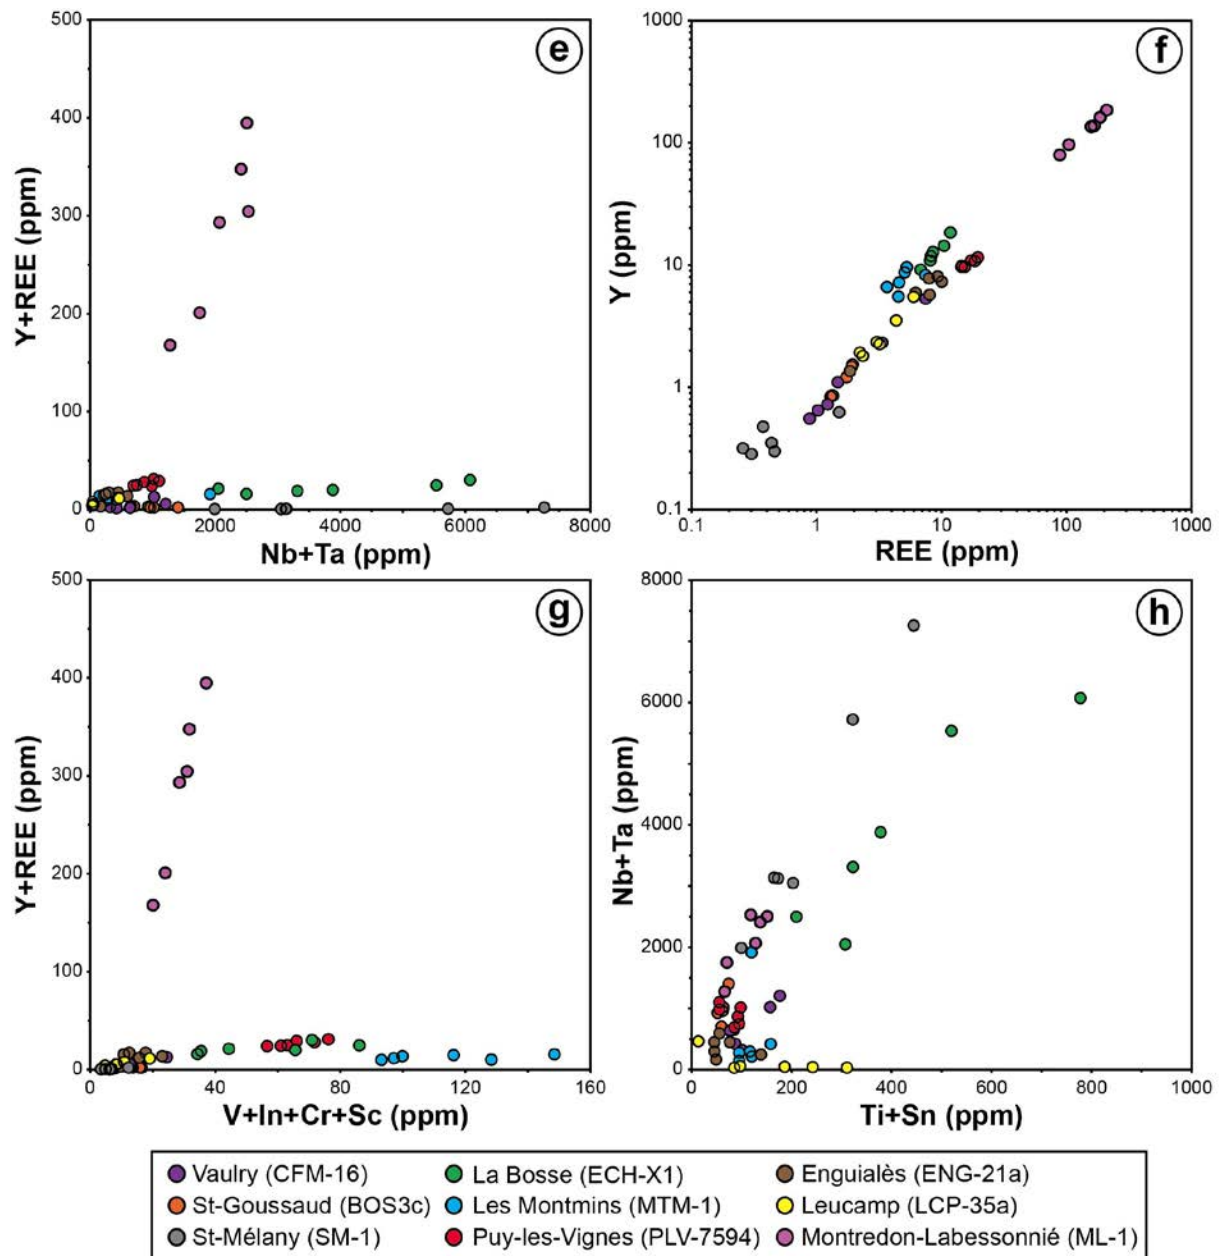 500
400
300
200
100
0
Y+REE (ppm)
e
0 2000 4000 6000 8000
Nb+Ta (ppm)
1000
100
10
1
0.1
Y (ppm)
f
0.1 1 10 100 1000
REE (ppm)
500
400
300
200
100
0
Y+REE (ppm)
g
0 40 80 120 160
V+In+Cr+Sc (ppm)
8000
6000
4000
2000
0
Nb+Ta (ppm)
h
0 200 400 600 800 1000
Ti+Sn (ppm)
Vaulry (CFM-16) La Bosse (ECH-X1) Enguialès (ENG-21a)
St-Goussaud (BOS3c) Les Montmins (MTM-1) Leucamp (LCP-35a)
St-Mélany (SM-1) Puy-les-Vignes (PLV-7594) Montredon-Labessonnié (ML-1)